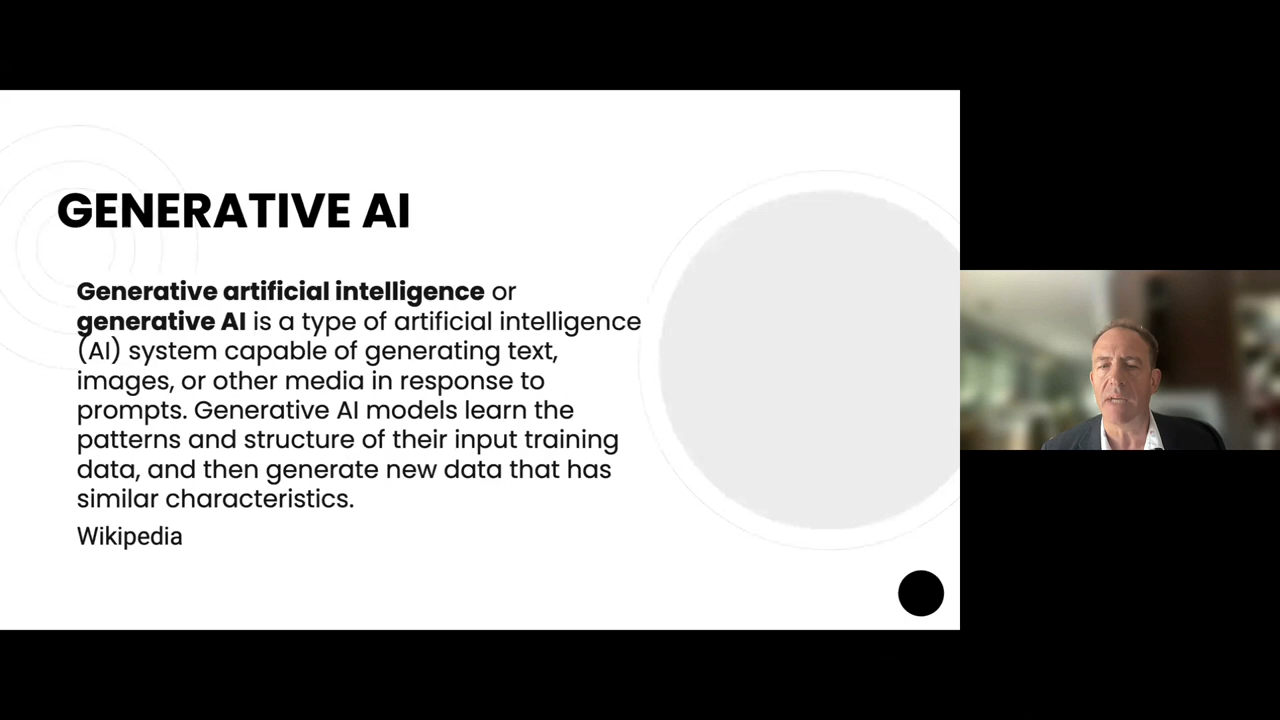 GENERATIVE AI
Generative artificial intelligence or
generative AI is a type of artificial intelligence
(AI) system capable of generating text,
images, or other media in response to
prompts. Generative AI models learn the
patterns and structure of their input training
data, and then generate new data that has
similar characteristics.
Wikipedia